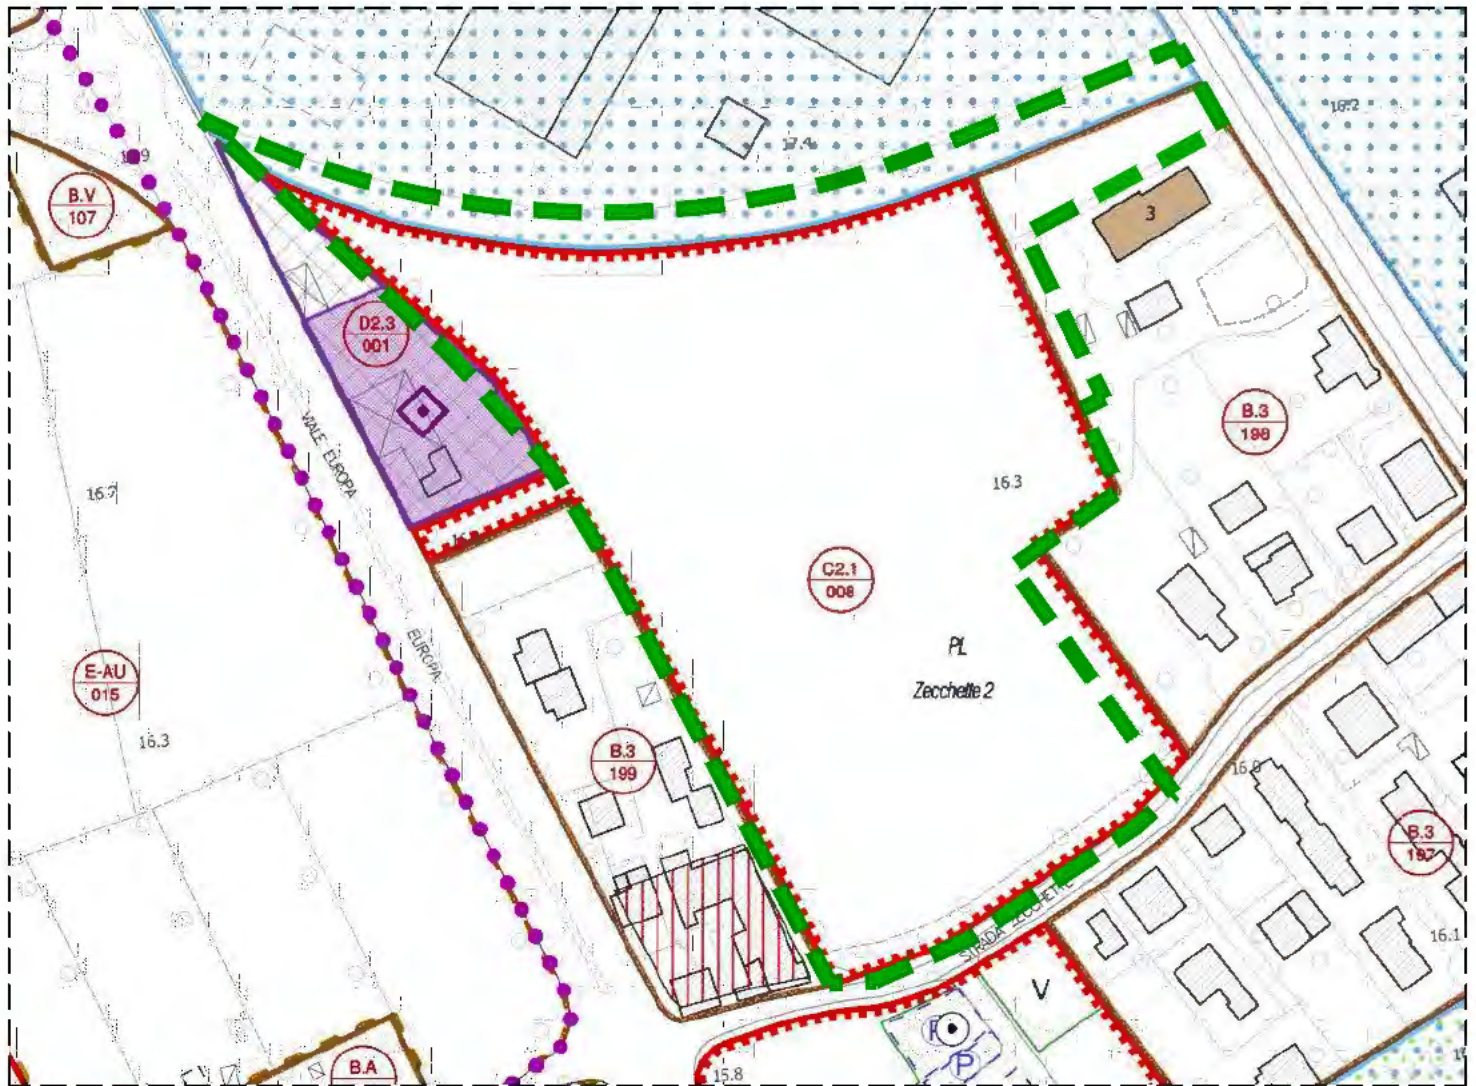 16.2
17.4
B.V
107
3
D2.3
001
B.3
198
VIALE EUROPA
16.7
16.3
C2.1
008
EUROPA
PL
Zecchette 2
E-AU
015
16.3
B.3
199
16.0
B.3
197
STRADA ZECCHETTE
16.1
V
P
B.A
15.8